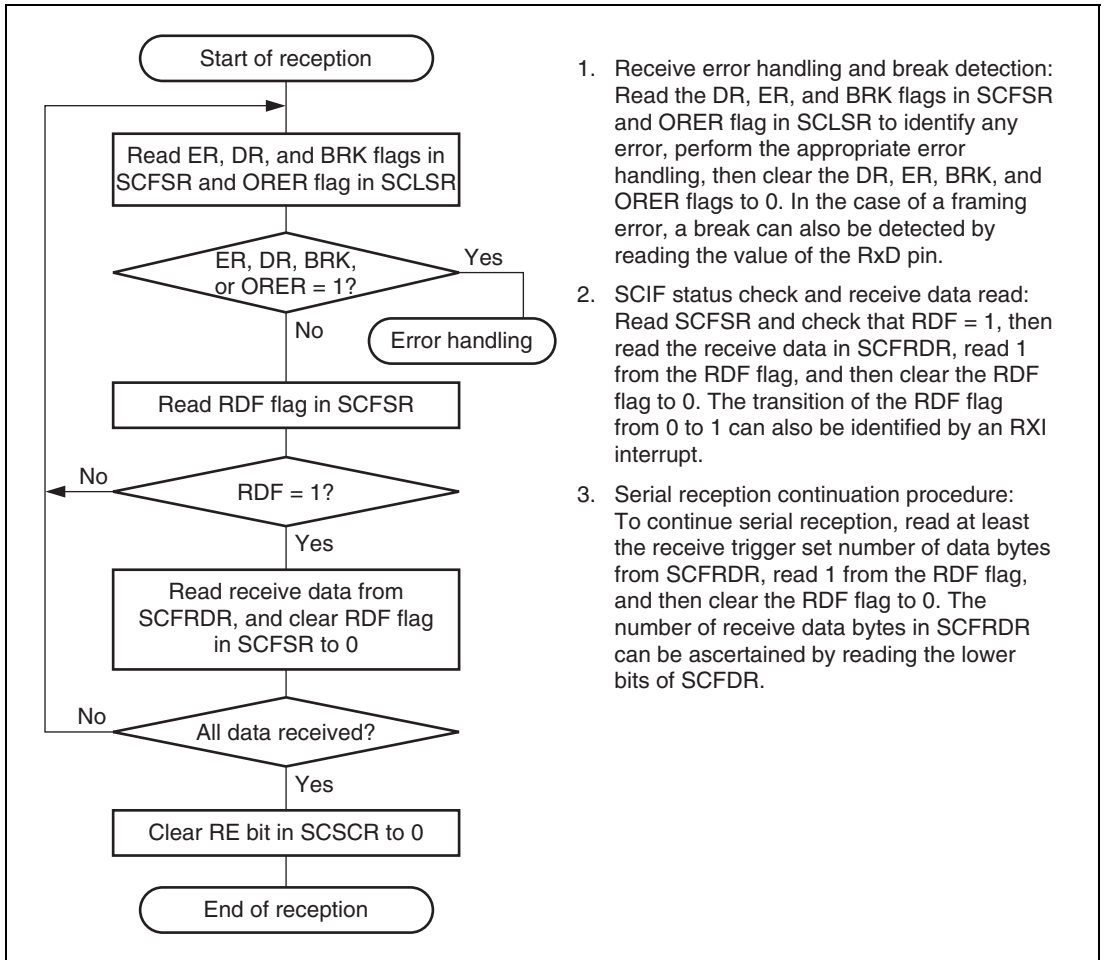 Start of reception
Read ER, DR, and BRK flags in
SCFSR and ORER flag in SCLSR
ER, DR, BRK,
or ORER = 1?
Yes
No
Error handling
Read RDF flag in SCFSR
No
RDF = 1?
Yes
Read receive data from
SCFRDR, and clear RDF flag
in SCFSR to 0
No
All data received?
Yes
Clear RE bit in SCSCR to 0
End of reception
1. Receive error handling and break detection:
Read the DR, ER, and BRK flags in SCFSR
and ORER flag in SCLSR to identify any
error, perform the appropriate error
handling, then clear the DR, ER, BRK, and
ORER flags to 0. In the case of a framing
error, a break can also be detected by
reading the value of the RxD pin.
2. SCIF status check and receive data read:
Read SCFSR and check that RDF = 1, then
read the receive data in SCFRDR, read 1
from the RDF flag, and then clear the RDF
flag to 0. The transition of the RDF flag
from 0 to 1 can also be identified by an RXI
interrupt.
3. Serial reception continuation procedure:
To continue serial reception, read at least
the receive trigger set number of data bytes
from SCFRDR, read 1 from the RDF flag,
and then clear the RDF flag to 0. The
number of receive data bytes in SCFRDR
can be ascertained by reading the lower
bits of SCFDR.